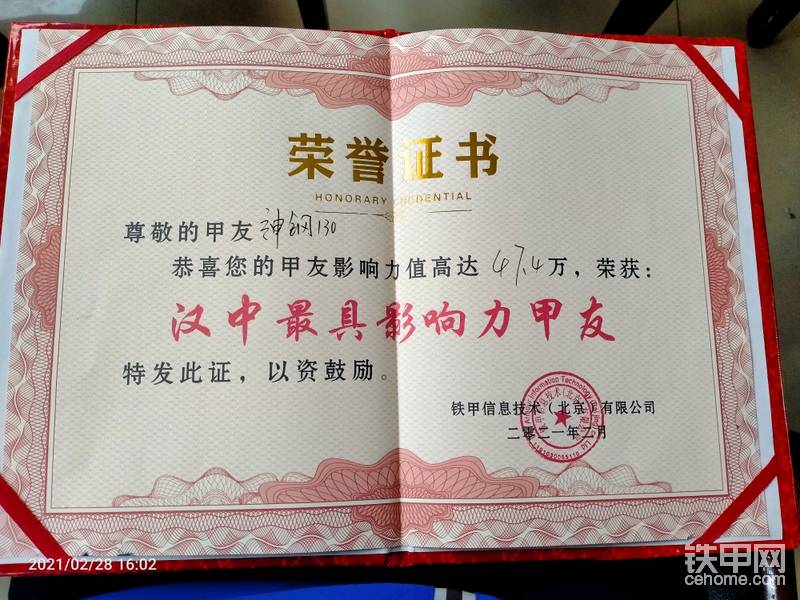 荣誉证书
HONORARY CREDENTIAL
尊敬的甲友神钢130
恭喜您的甲友影响力值高达 47.4万，荣获：
汉中最具影响力甲友
特发此证，以资鼓励。
铁甲信息技术（北京）有限公司
二零二一年二月
2021/02/28 16:02
铁甲网
cehome.com